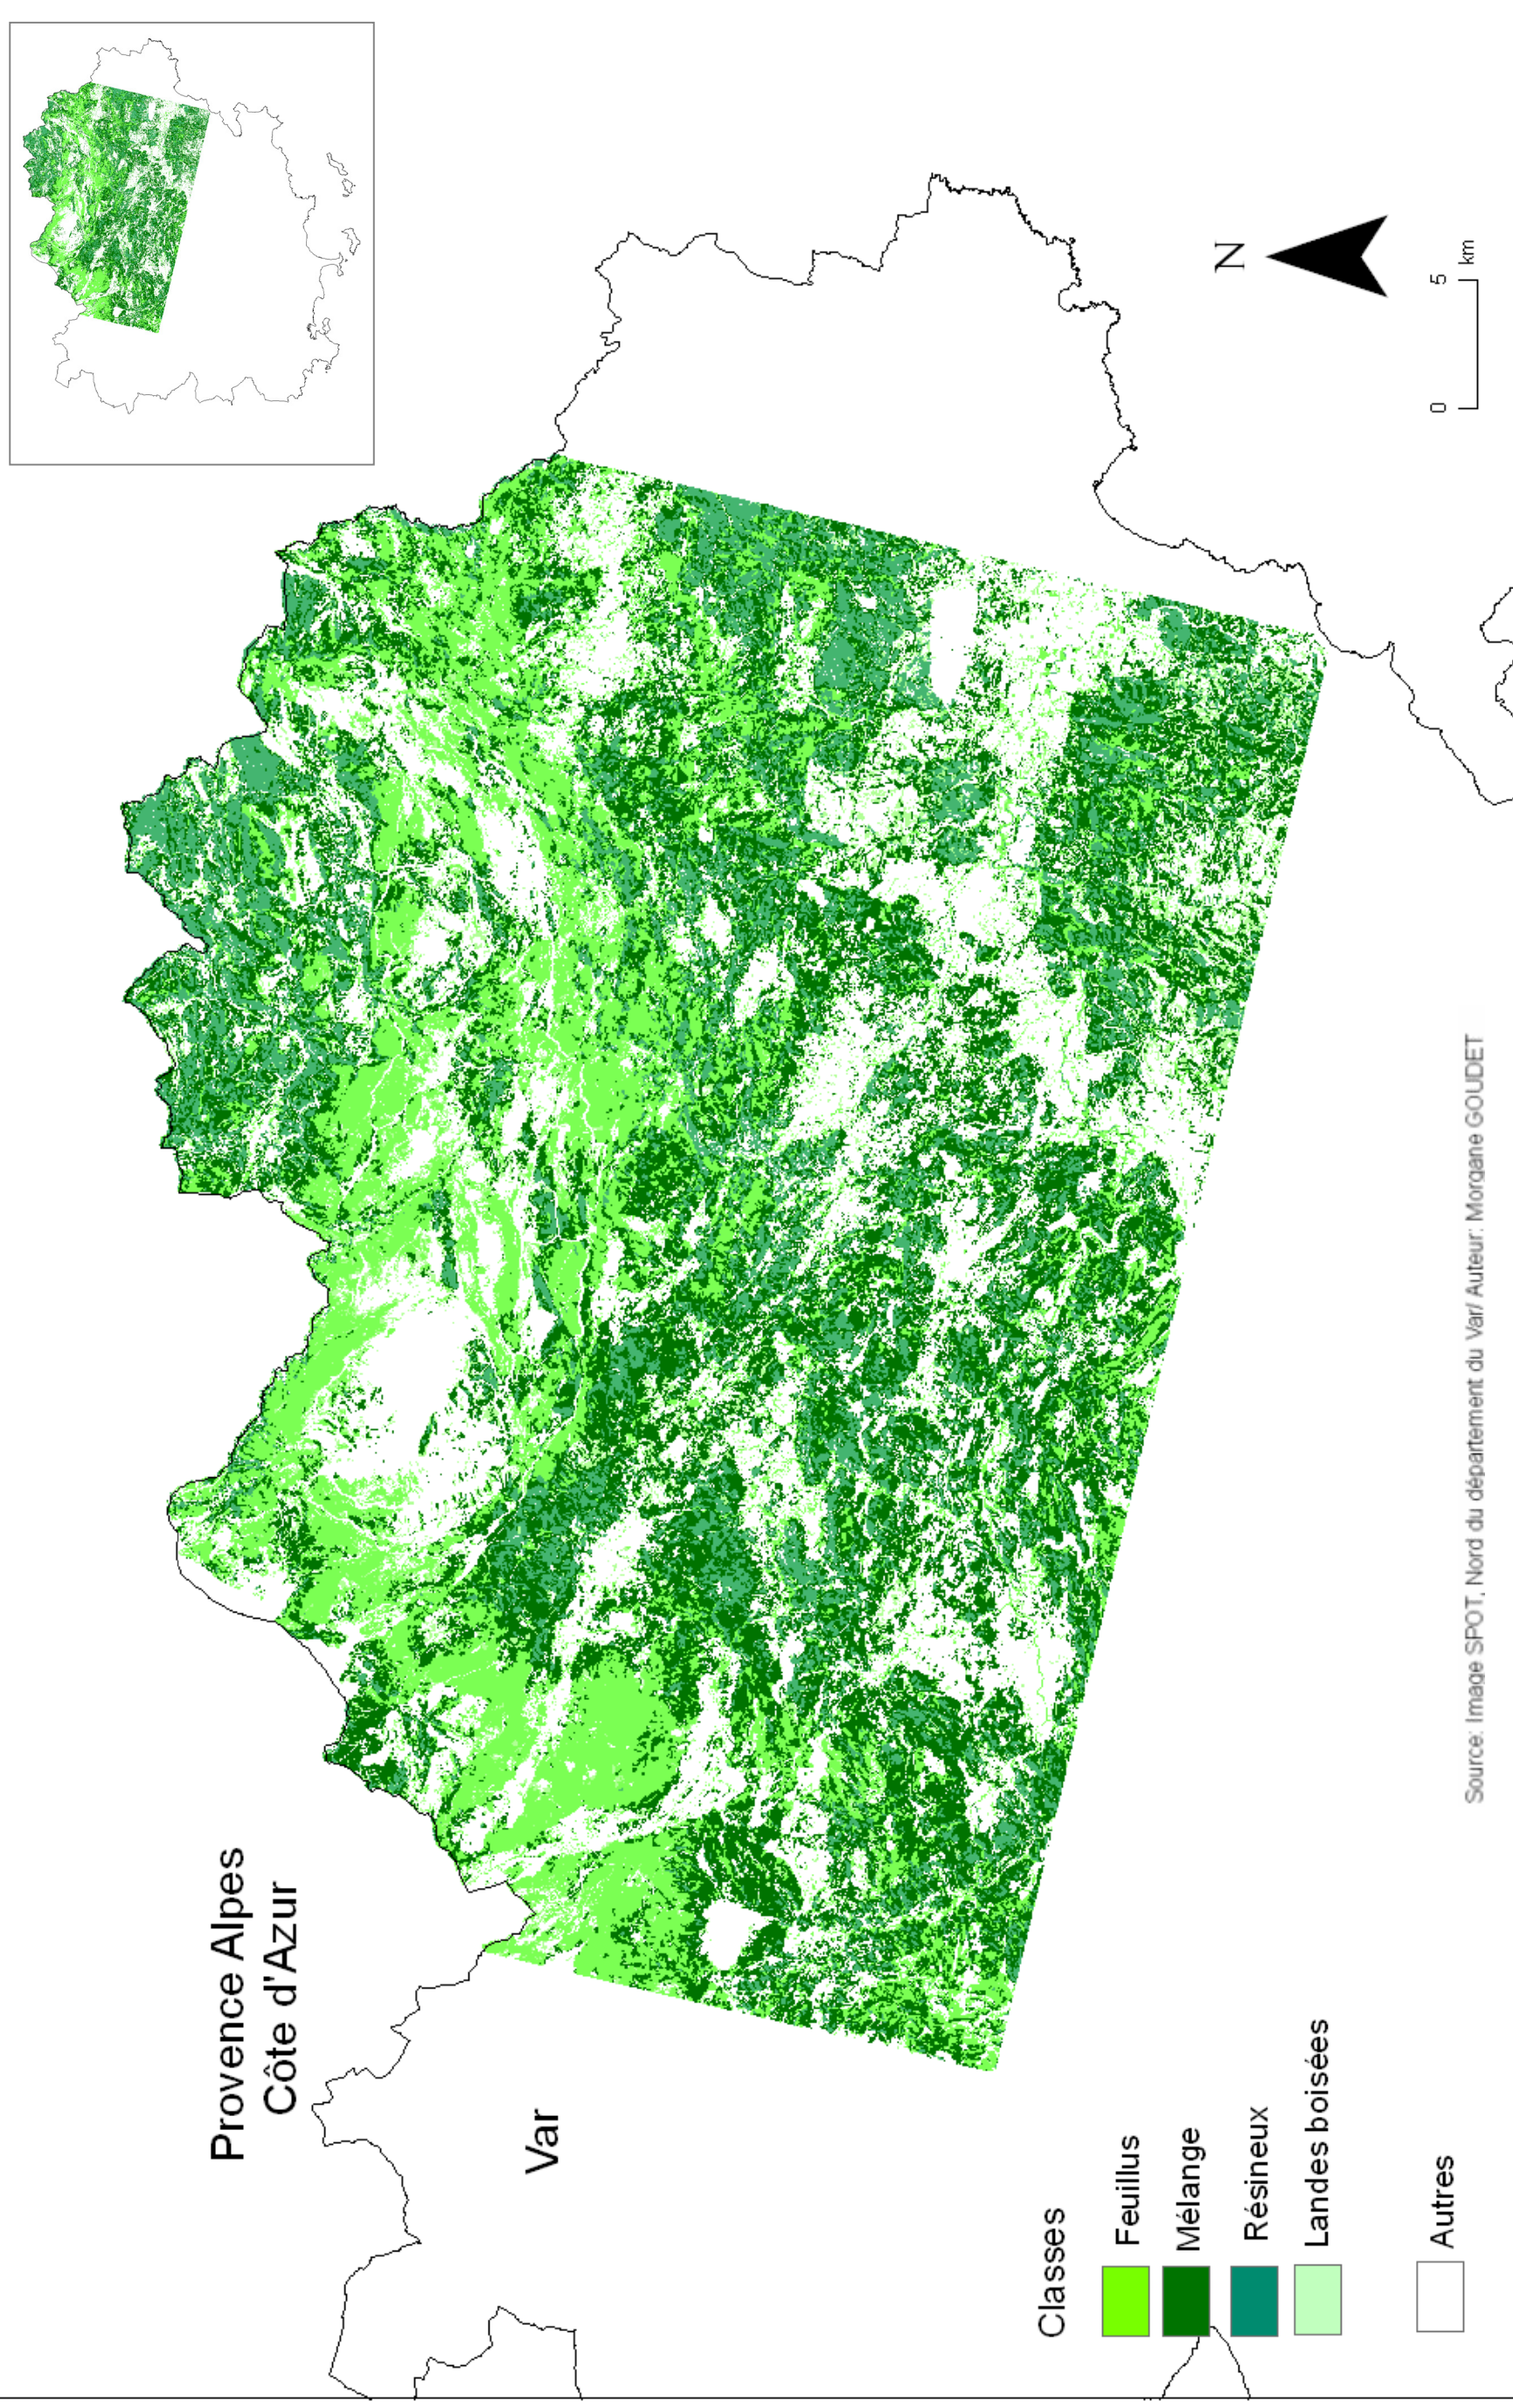 Provence Alpes
Côte d'Azur
Var
Classes
Feuillus
Mélange
Résineux
Landes boisées
Autres
N
0 5 km
Source: Image SPOT, Nord du département du Var/ Auteur: Morgane GOUDET